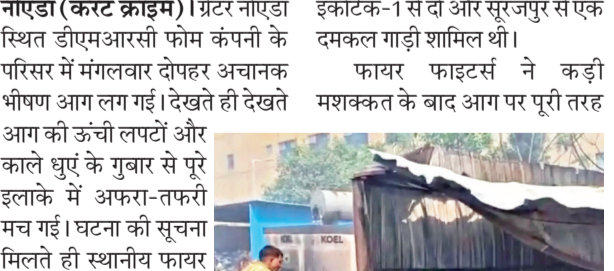 नोएडा (करंट क्राइम)। ग्रेटर नोएडा
स्थित डीएमआरसी फोम कंपनी के
परिसर में मंगलवार दोपहर अचानक
भीषण आग लग गई। देखते ही देखते
आग की ऊंची लपटों और
काले धुएं के गुबार से पूरे
इलाके में अफरा-तफरी
मच गई। घटना की सूचना
मिलते ही स्थानीय फायर
इकोटेक-1 से दो और सूरजपुर से एक
दमकल गाड़ी शामिल थी।
फायर फाइटर्स ने कड़ी
मशक्कत के बाद आग पर पूरी तरह
KOEL